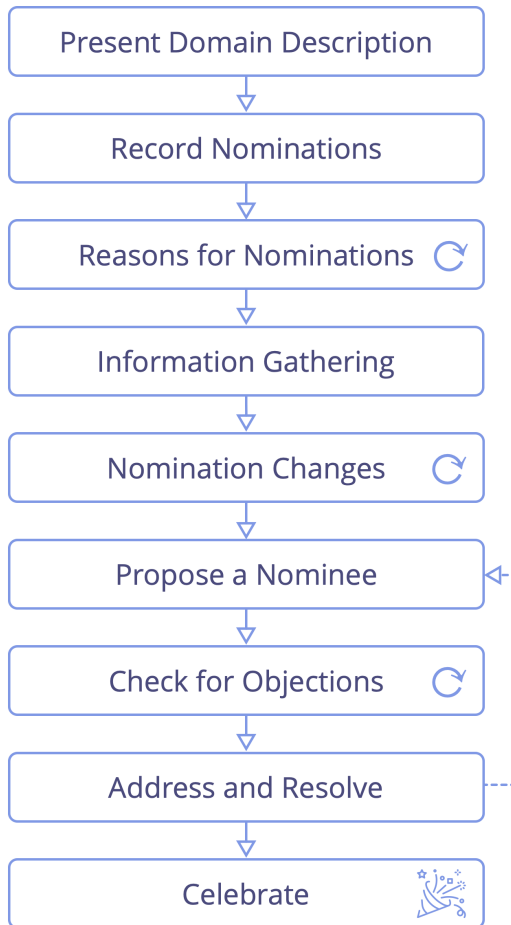 Present Domain Description
Record Nominations
Reasons for Nominations
Information Gathering
Nomination Changes
Propose a Nominee
Check for Objections
Address and Resolve
Celebrate